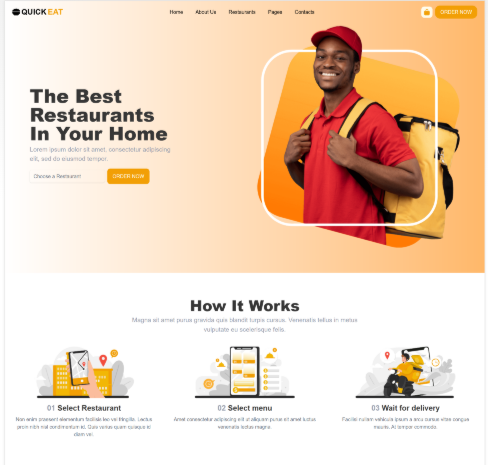 QUICK EAT
Home About Us Restaurants Pages Contacts
ORDER NOW
The Best
Restaurants
In Your Home
Lorem ipsum dolor sit amet, consectetur adipiscing
elit, sed do eiusmod tempor.
Choose a Restaurant ORDER NOW
How It Works
Magna sit amet purus gravida quis blandit turpis cursus. Venenatis tellus in metus
vulputate eu scelerisque felis.
01 Select Restaurant
Non enim praesent elementum facilisis leo vel fringilla. Lectus
proin nibh nisl condimentum id. Quis varius quam quisque id
diam vel.
02 Select menu
Amet consectetur adipiscing elit ut aliquam purus sit amet luctus
venenatis lectus magna.
03 Wait for delivery
Facilisi nullam vehicula ipsum a arcu cursus vitae congue
mauris. At tempor commodo.